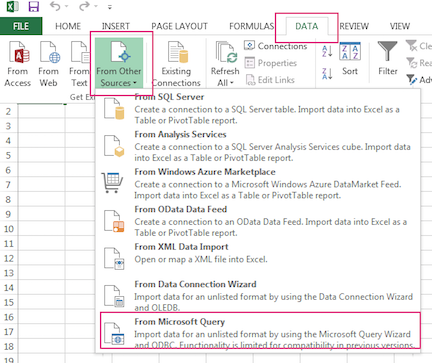 FILE HOME INSERT PAGE LAYOUT FORMULAS DATA REVIEW VIEW
From Access
From Web
From Text
From Other Sources
Existing Connections
Refresh All
Connections
Properties
Edit Links
Sort
Filter
Clear
Reapply
Get
From SQL Server
Create a connection to a SQL Server table. Import data into Excel as a
Table or PivotTable report.
From Analysis Services
Create a connection to a SQL Server Analysis Services cube. Import data
into Excel as a Table or PivotTable report.
From Windows Azure Marketplace
Create a connection to a Microsoft Windows Azure DataMarket Feed.
Import data into Excel as a Table or PivotTable report.
From OData Data Feed
Create a connection to an OData Data Feed. Import data into Excel as a
Table or PivotTable report.
From XML Data Import
Open or map a XML file into Excel.
From Data Connection Wizard
Import data for an unlisted format by using the Data Connection Wizard
and OLEDB.
From Microsoft Query
Import data for an unlisted format by using the Microsoft Query Wizard
and ODBC. Functionality is limited for compatibility in previous versions.
2
3
4
5
6
7
8
9
10
11
12
13
14
15
16
17
18